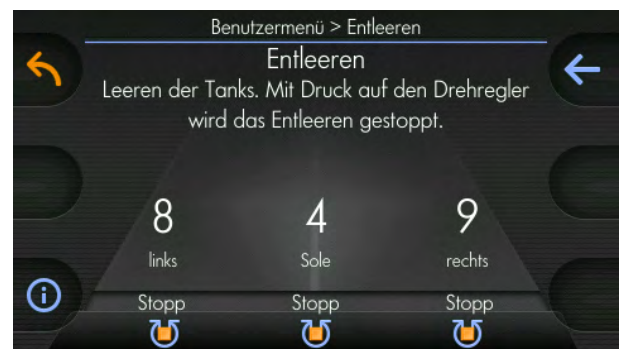 Benutzermenü > Entleeren
Entleeren
Leeren der Tanks. Mit Druck auf den Drehregler
wird das Entleeren gestoppt.
8 4 9
links Sole rechts
Stopp Stopp Stopp